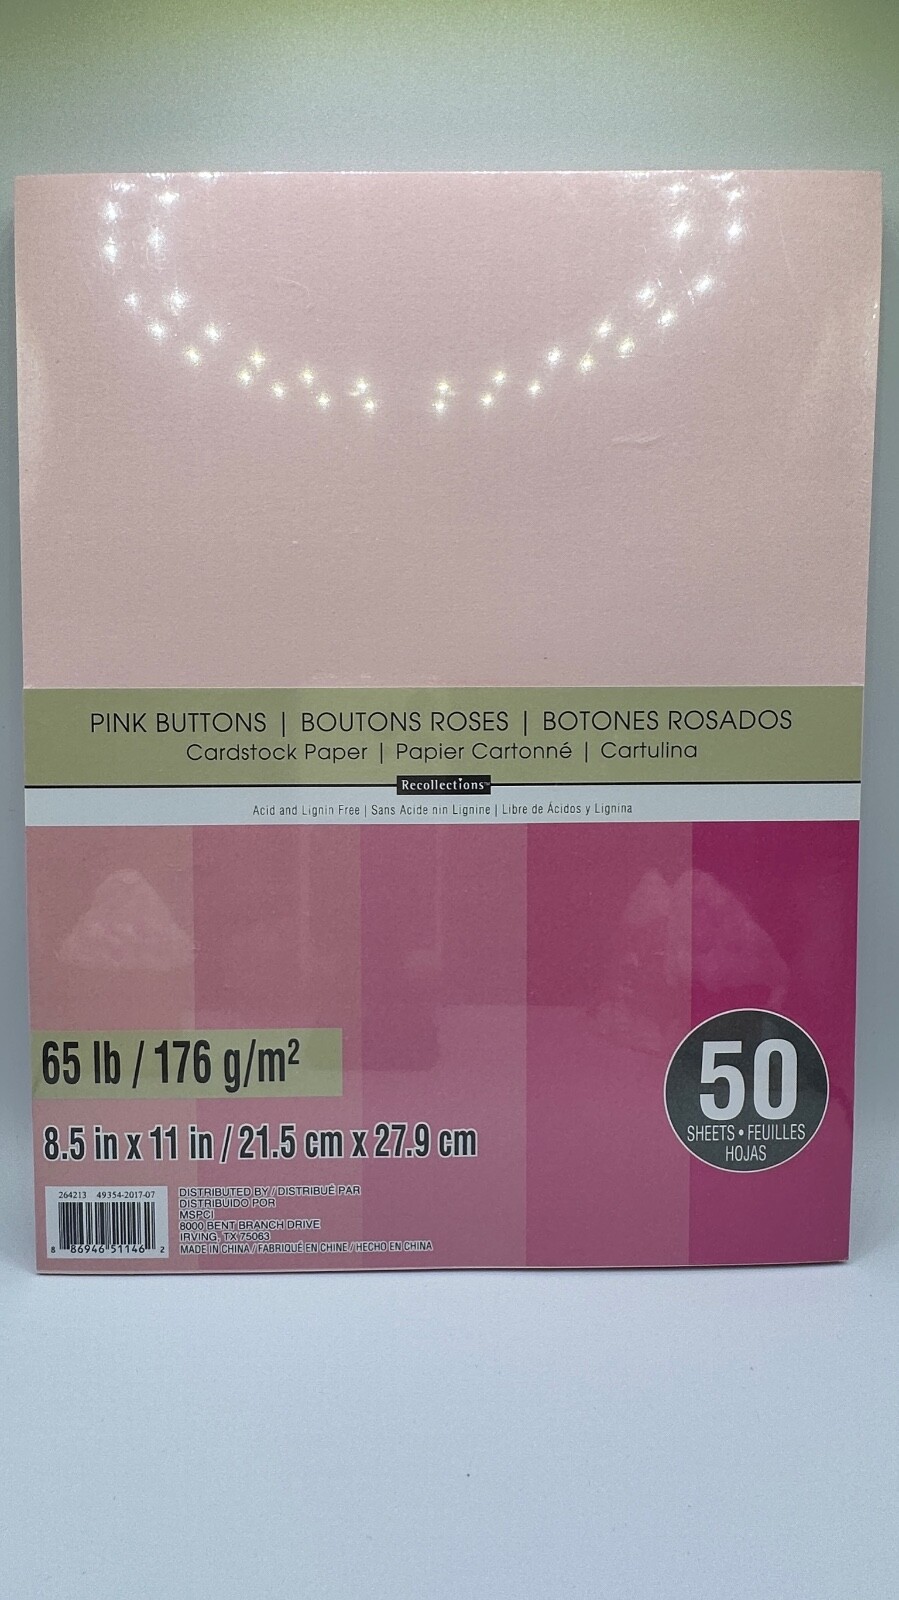 PINK BUTTONS | BOUTONS ROSES | BOTONES ROSADOS
Cardstock Paper | Papier Cartonné | Cartulina
Recollections™
Acid and Lignin Free | Sans Acide nin Lignine | Libre de Ácidos y Lignina
65 lb / 176 g/m²
8.5 in x 11 in / 21.5 cm x 27.9 cm
50
SHEETS • FEUILLES
HOJAS
264213 49354-2017-07
8 86946 51146 2
DISTRIBUTED BY / DISTRIBUÉ PAR
DISTRIBUIDO POR
MSPCI
8000 BENT BRANCH DRIVE
IRVING, TX 75063
MADE IN CHINA / FABRIQUÉ EN CHINE / HECHO EN CHINA